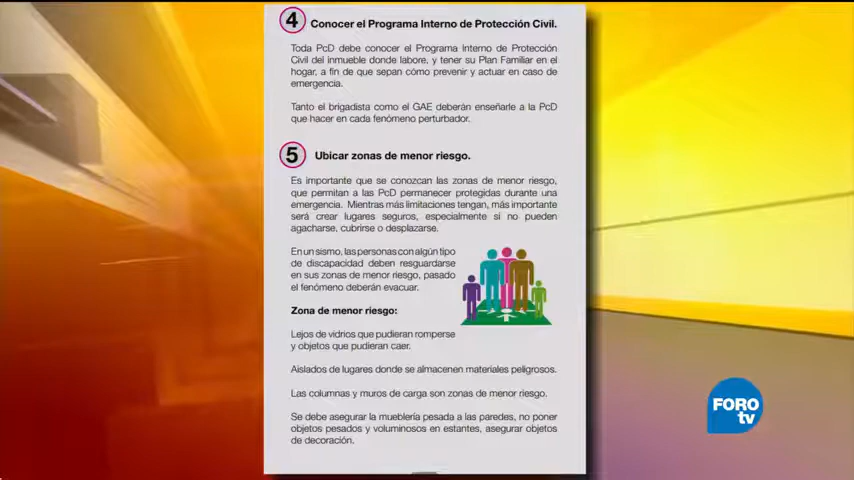 4 Conocer el Programa Interno de Protección Civil.
Toda PcD debe conocer el Programa Interno de Protección
Civil del inmueble donde labore, y tener su Plan Familiar en el
hogar, a fin de que sepan cómo prevenir y actuar en caso de
emergencia.
Tanto el brigadista como el GAE deberán enseñarle a la PcD
que hacer en cada fenómeno perturbador.
5 Ubicar zonas de menor riesgo.
Es importante que se conozcan las zonas de menor riesgo,
que permitan a las PcD permanecer protegidas durante una
emergencia. Mientras más limitaciones tengan, más importante
será crear lugares seguros, especialmente si no pueden
agacharse, cubrirse o desplazarse.
En un sismo, las personas con algún tipo
de discapacidad deben resguardarse
en sus zonas de menor riesgo, pasado
el fenómeno deberán evacuar.
Zona de menor riesgo:
Lejos de vidrios que pudieran romperse
y objetos que pudieran caer.
Aislados de lugares donde se almacenen materiales peligrosos.
Las columnas y muros de carga son zonas de menor riesgo.
Se debe asegurar la mueblería pesada a las paredes, no poner
objetos pesados y voluminosos en estantes, asegurar objetos
de decoración.
FORO
tv